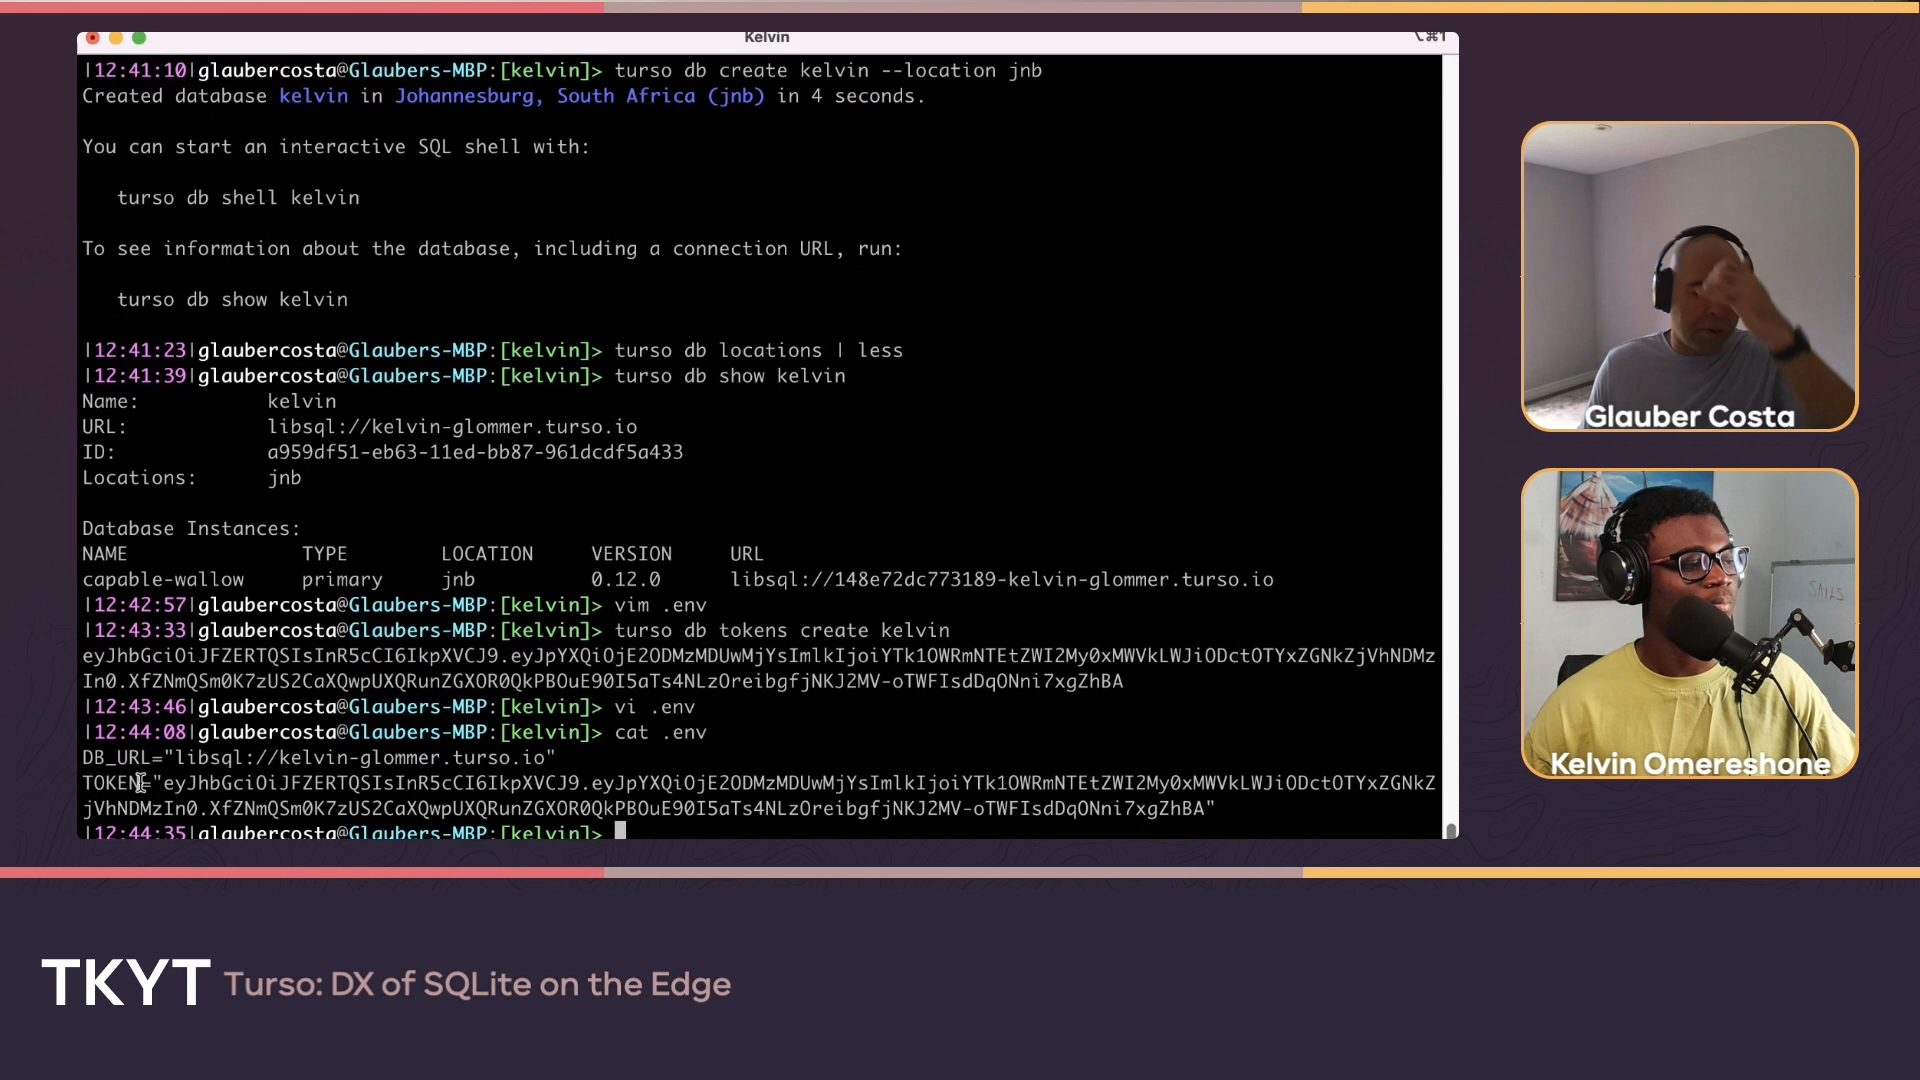 Kelvin
⌥⌘1
|12:41:10|glaubercosta@Glaubers-MBP:[kelvin]> turso db create kelvin --location jnb
Created database kelvin in Johannesburg, South Africa (jnb) in 4 seconds.
You can start an interactive SQL shell with:
turso db shell kelvin
To see information about the database, including a connection URL, run:
turso db show kelvin
|12:41:23|glaubercosta@Glaubers-MBP:[kelvin]> turso db locations | less
|12:41:39|glaubercosta@Glaubers-MBP:[kelvin]> turso db show kelvin
Name: kelvin
URL: libsql://kelvin-glommer.turso.io
ID: a959df51-eb63-11ed-bb87-961dcdf5a433
Locations: jnb
Database Instances:
NAME TYPE LOCATION VERSION URL
capable-wallow primary jnb 0.12.0 libsql://148e72dc773189-kelvin-glommer.turso.io
|12:42:57|glaubercosta@Glaubers-MBP:[kelvin]> vim .env
|12:43:33|glaubercosta@Glaubers-MBP:[kelvin]> turso db tokens create kelvin
eyJhbGciOiJFZERTQSIsInR5cCI6IkpXVCJ9.eyJpYXQiOjE2ODMzMDUwMjYsImlkIjoiYTk1OWRmNTEtZWI2My0xMWVkLWJiODctOTYxZGNkZjVhNDMz
In0.XfZNmQSm0K7zUS2CaXQwpUXQRunZGXOR0QkPBOuE90I5aTs4NLzOreibgfjNKJ2MV-oTWFIsdDqONni7xgZhBA
|12:43:46|glaubercosta@Glaubers-MBP:[kelvin]> vi .env
|12:44:08|glaubercosta@Glaubers-MBP:[kelvin]> cat .env
DB_URL="libsql://kelvin-glommer.turso.io"
TOKEN="eyJhbGciOiJFZERTQSIsInR5cCI6IkpXVCJ9.eyJpYXQiOjE2ODMzMDUwMjYsImlkIjoiYTk1OWRmNTEtZWI2My0xMWVkLWJiODctOTYxZGNkZ
jVhNDMzIn0.XfZNmQSm0K7zUS2CaXQwpUXQRunZGXOR0QkPBOuE90I5aTs4NLzOreibgfjNKJ2MV-oTWFIsdDqONni7xgZhBA"
|12:44:35|glaubercosta@Glaubers-MBP:[kelvin]>
Glauber Costa
SAILS
Kelvin Omereshone
TKYT Turso: DX of SQLite on the Edge